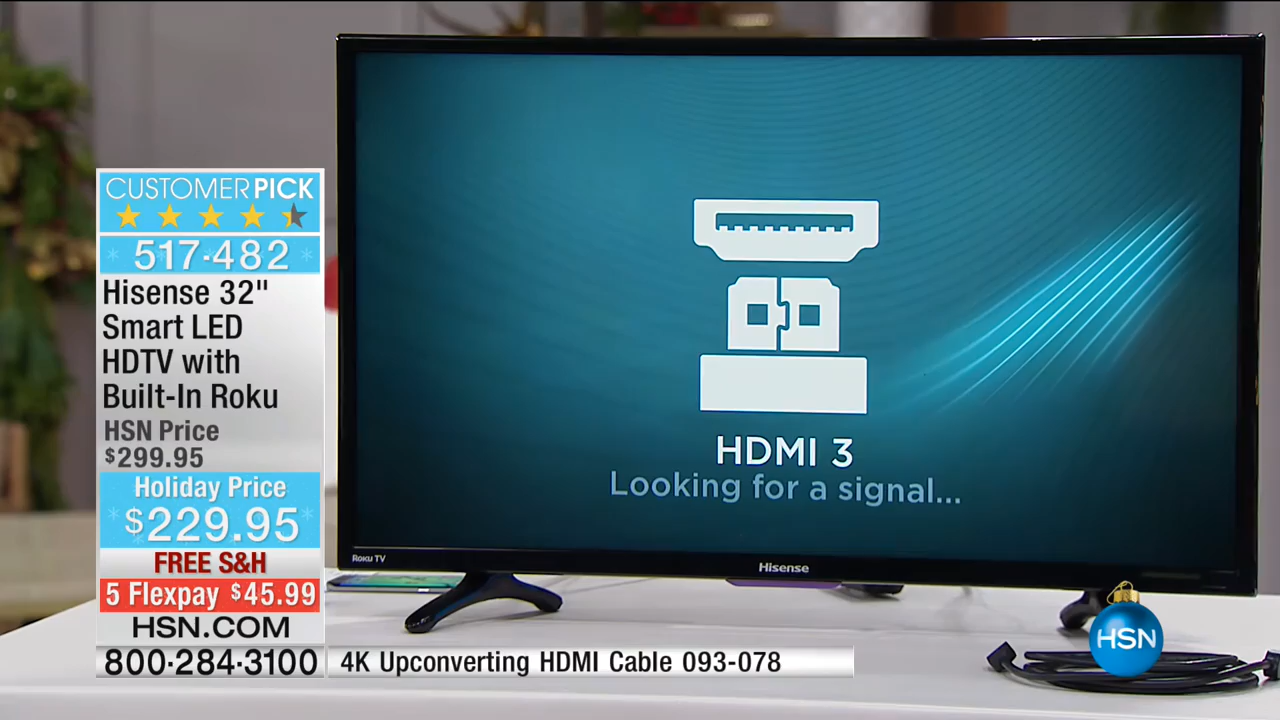 CUSTOMER PICK
517·482
Hisense 32"
Smart LED
HDTV with
Built-In Roku
HSN Price
$299.95
Holiday Price
$229.95
FREE S&H
5 Flexpay $45.99
HSN.COM
800·284·3100
4K Upconverting HDMI Cable 093-078
HDMI 3
Looking for a signal...
Roku TV
Hisense
HSN